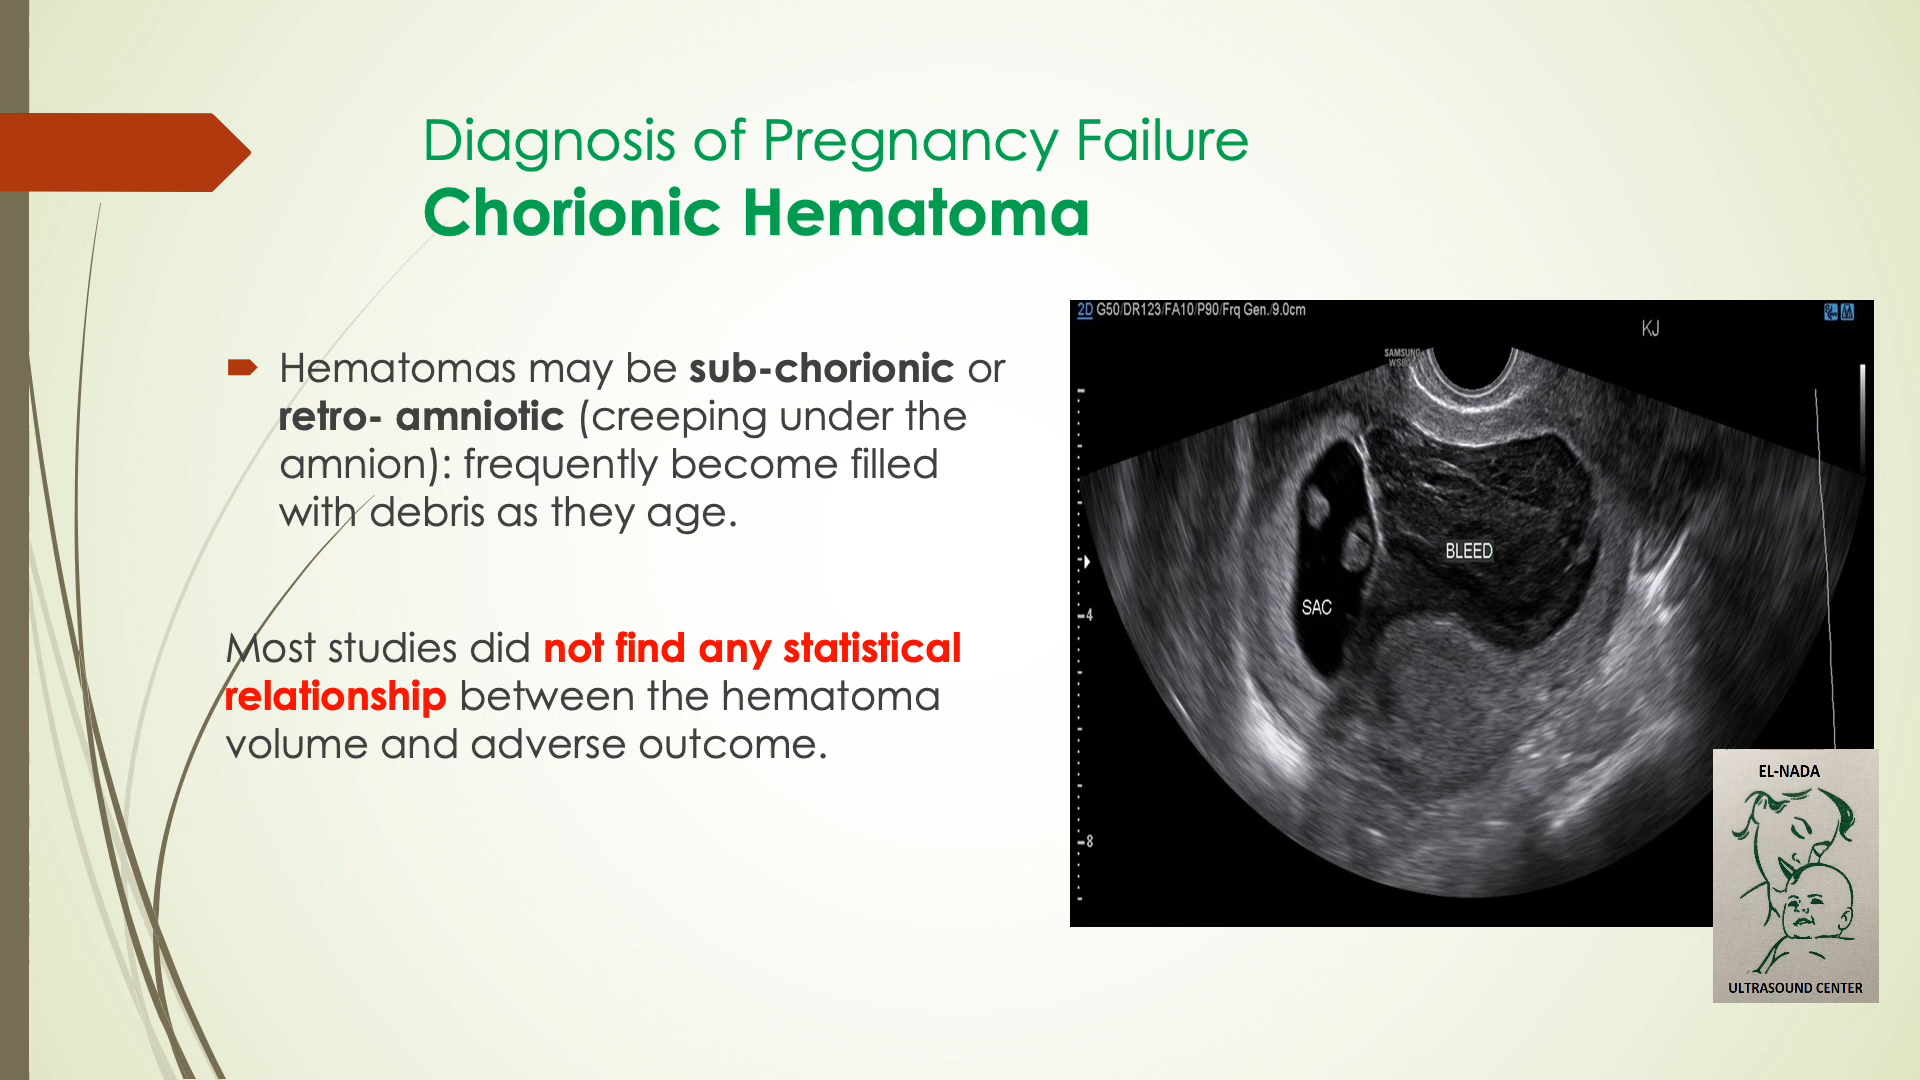 Diagnosis of Pregnancy Failure
Chorionic Hematoma
Hematomas may be sub-chorionic or
retro- amniotic (creeping under the
amnion): frequently become filled
with debris as they age.
Most studies did not find any statistical
relationship between the hematoma
volume and adverse outcome.
2D G50/DR123/FA10/P90/Frq Gen./9.0cm
KJ
SAMSUNG
BLEED
SAC
4
8
EL-NADA
ULTRASOUND CENTER